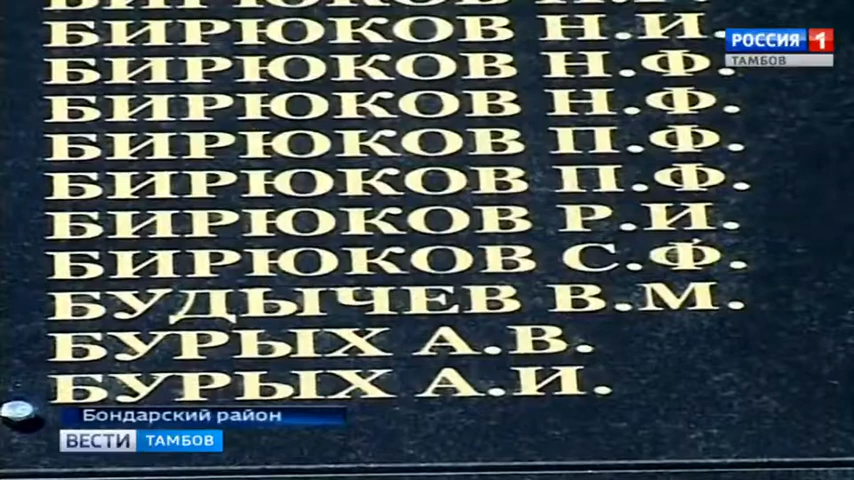 БИРЮКОВ Н.И.
БИРЮКОВ Н.Ф.
БИРЮКОВ Н.Ф.
БИРЮКОВ П.Ф.
БИРЮКОВ П.Ф.
БИРЮКОВ Р.И.
БИРЮКОВ С.Ф.
БУДЫЧЕВ В.М.
БУРЫХ А.В.
БУРЫХ А.И.
РОССИЯ 1
ТАМБОВ
Бондарский район
ВЕСТИ ТАМБОВ